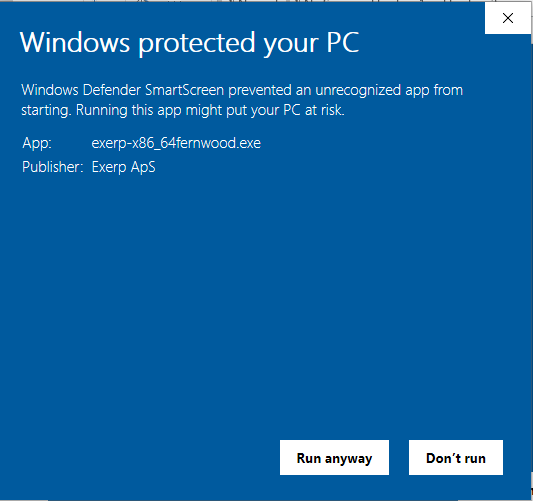 Windows protected your PC
Windows Defender SmartScreen prevented an unrecognized app from
starting. Running this app might put your PC at risk.
App: exerp-x86_64fernwood.exe
Publisher: Exerp ApS
Run anyway Don't run